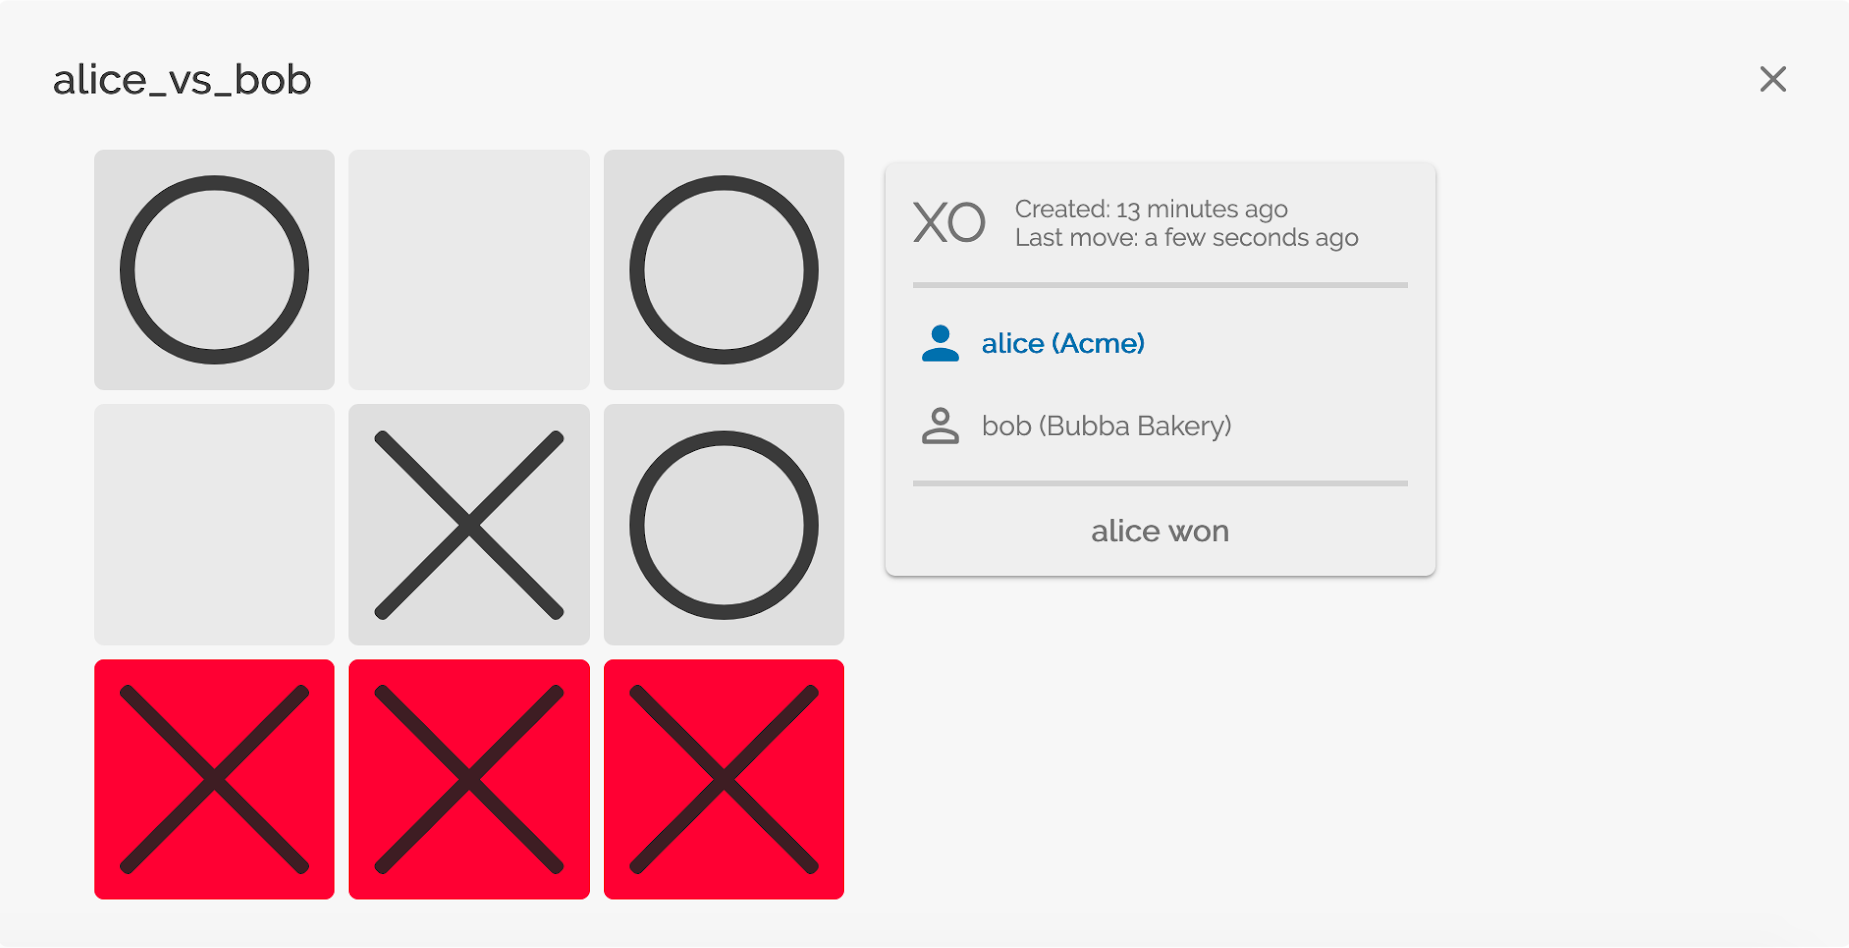 alice_vs_bob
XO
Created: 13 minutes ago
Last move: a few seconds ago
alice (Acme)
bob (Bubba Bakery)
alice won